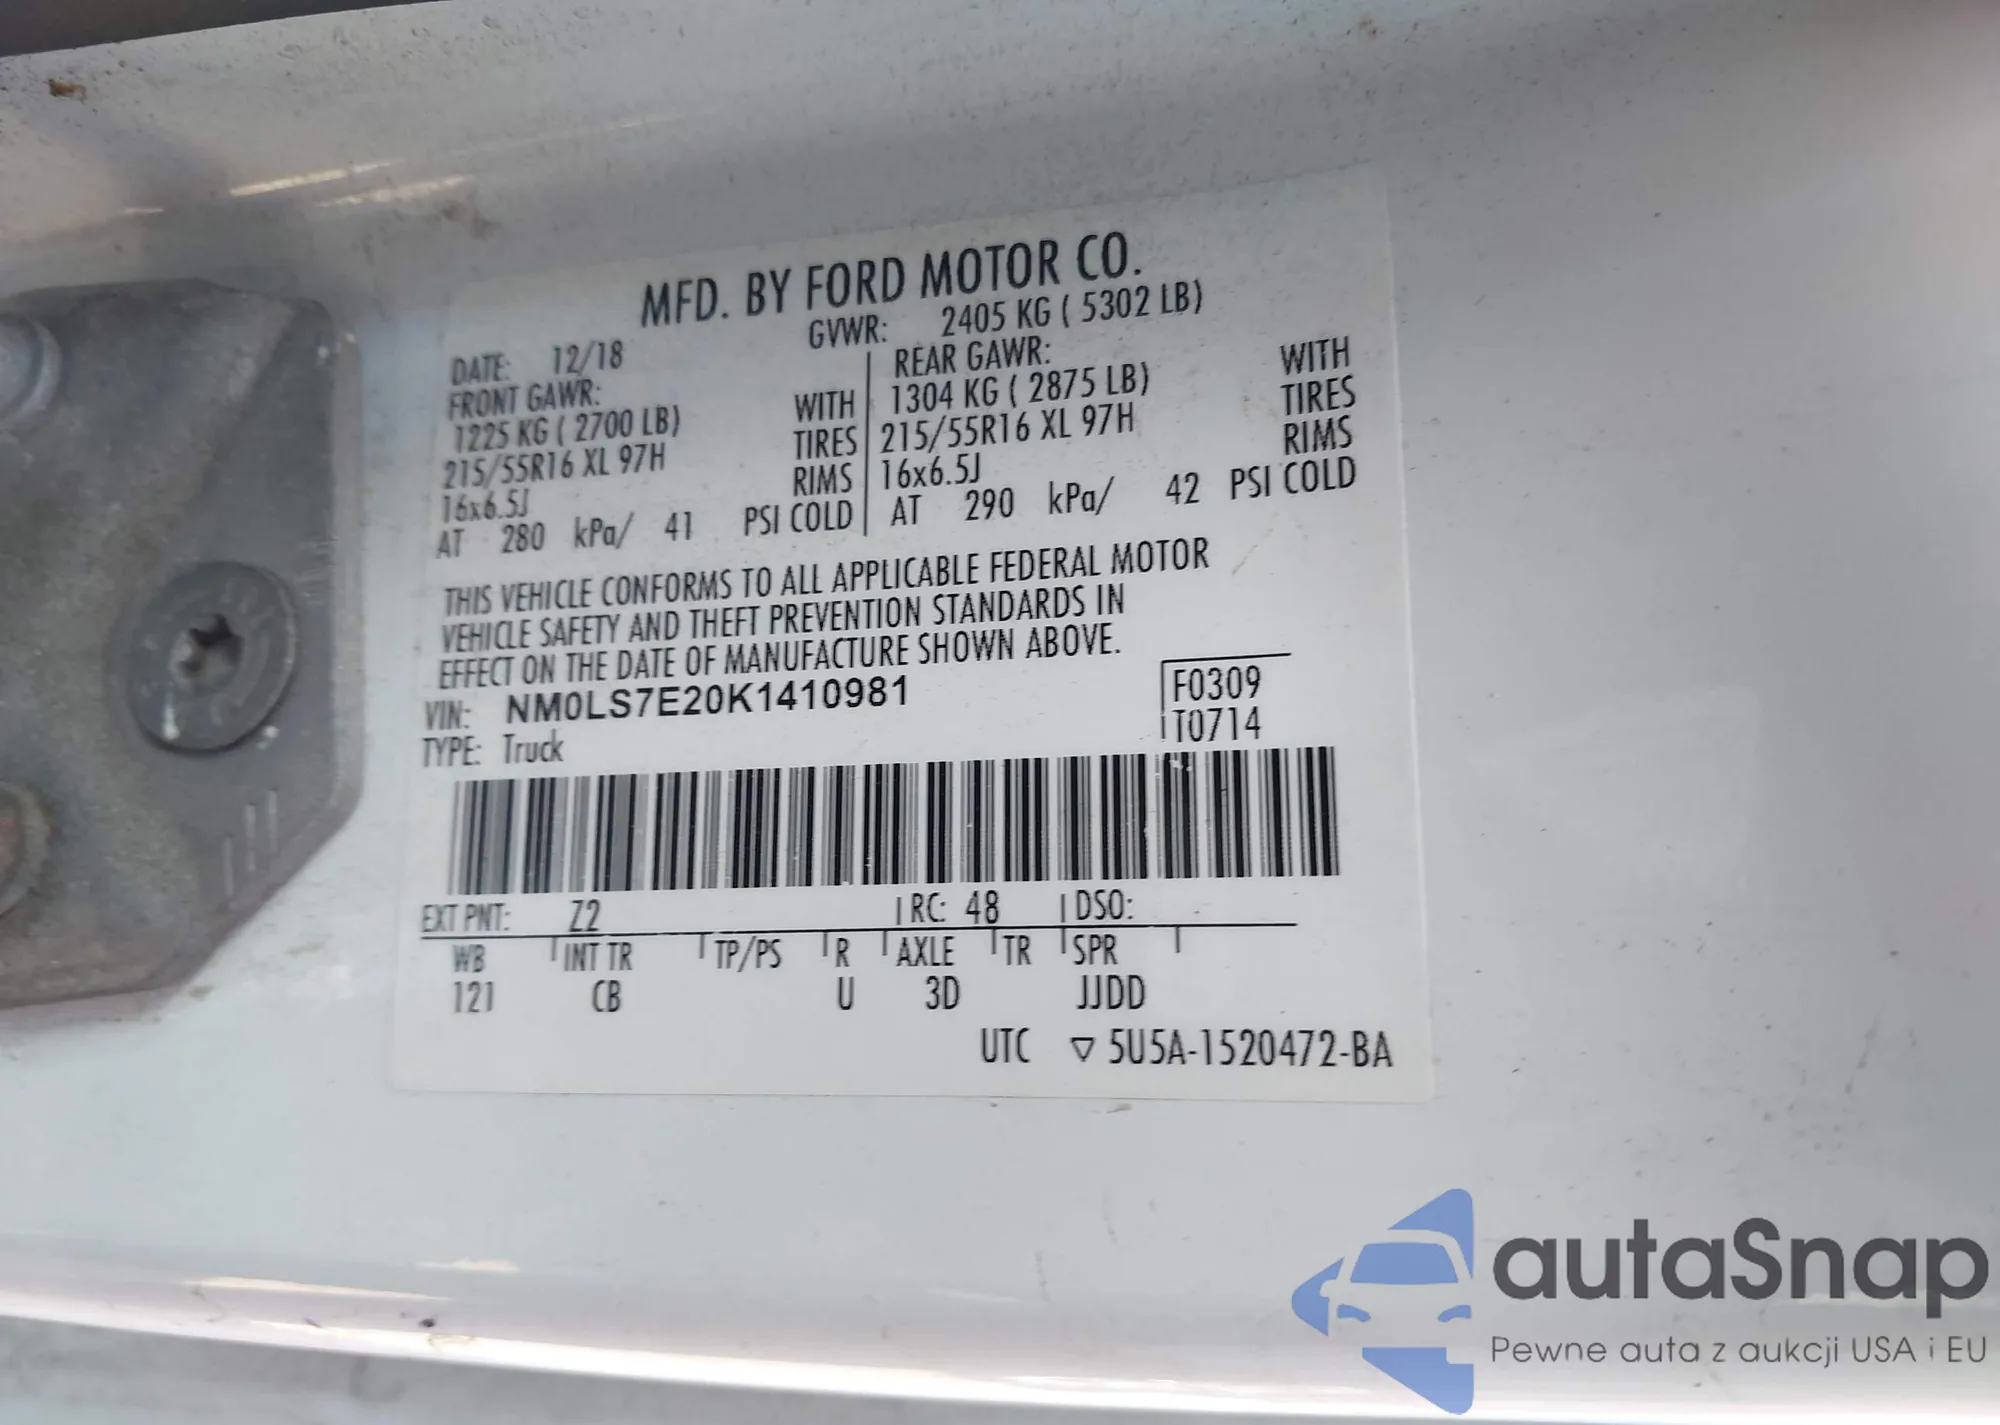 MFD. BY FORD MOTOR CO.
DATE: 12/18 GVWR: 2405 KG ( 5302 LB)
FRONT GAWR: REAR GAWR:
1225 KG ( 2700 LB) WITH 1304 KG ( 2875 LB) WITH
215/55R16 XL 97H TIRES 215/55R16 XL 97H TIRES
16x6.5J RIMS 16x6.5J RIMS
AT 280 kPa/ 41 PSI COLD AT 290 kPa/ 42 PSI COLD
THIS VEHICLE CONFORMS TO ALL APPLICABLE FEDERAL MOTOR
VEHICLE SAFETY AND THEFT PREVENTION STANDARDS IN
EFFECT ON THE DATE OF MANUFACTURE SHOWN ABOVE.
VIN: NM0LS7E20K1410981 F0309
TYPE: Truck T0714
EXT PNT: Z2 RC: 48 DSO:
WB INT TR TP/PS R AXLE TR SPR
121 CB U 3D JJDD
UTC ▽ 5U5A-1520472-BA
autaSnap
Pewne auta z aukcji USA i EU